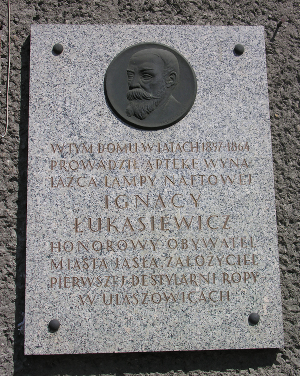 W TYM DOMU W LATACH 1857-1864
PROWADZIŁ APTEKĘ WYNA-
LAZCA LAMPY NAFTOWEJ
IGNACY
ŁUKASIEWICZ
HONOROWY OBYWATEL
MIASTA JASŁA ZAŁOŻYCIEL
PIERWSZEJ DESTYLARNI ROPY
W ULASZOWICACH